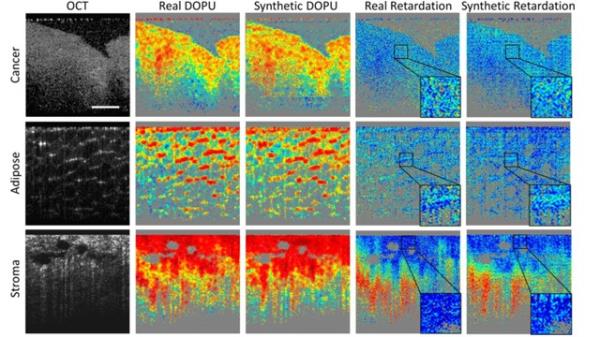 OCT Real DOPU Synthetic DOPU Real Retardation Synthetic Retardation
Cancer
Adipose
Stroma